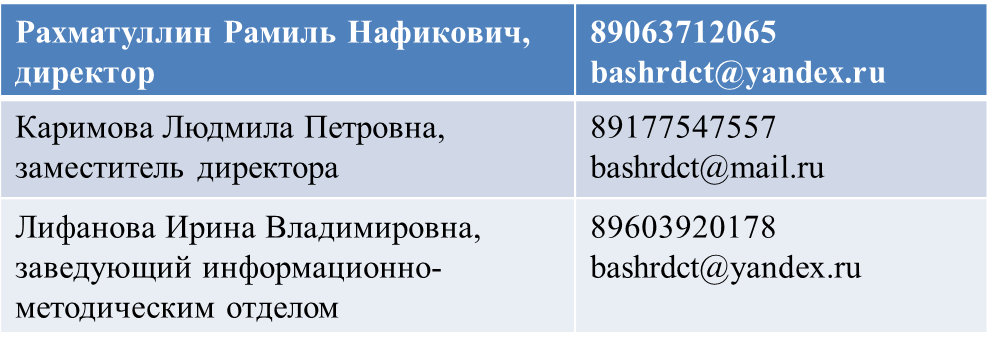 Рахматуллин Рамиль Нафикович,
директор
89063712065
bashrdct@yandex.ru
Каримова Людмила Петровна,
заместитель директора
89177547557
bashrdct@mail.ru
Лифанова Ирина Владимировна,
заведующий информационно-
методическим отделом
89603920178
bashrdct@yandex.ru